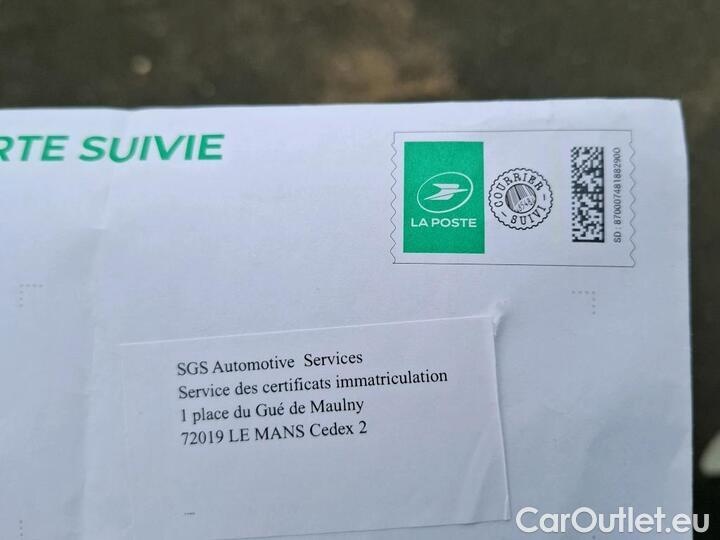 RTE SUIVIE
LA POSTE
COURRIER
SUIVI
SD : 87000748188290O
SGS Automotive Services
Service des certificats immatriculation
1 place du Gué de Maulny
72019 LE MANS Cedex 2
CarOutlet.eu